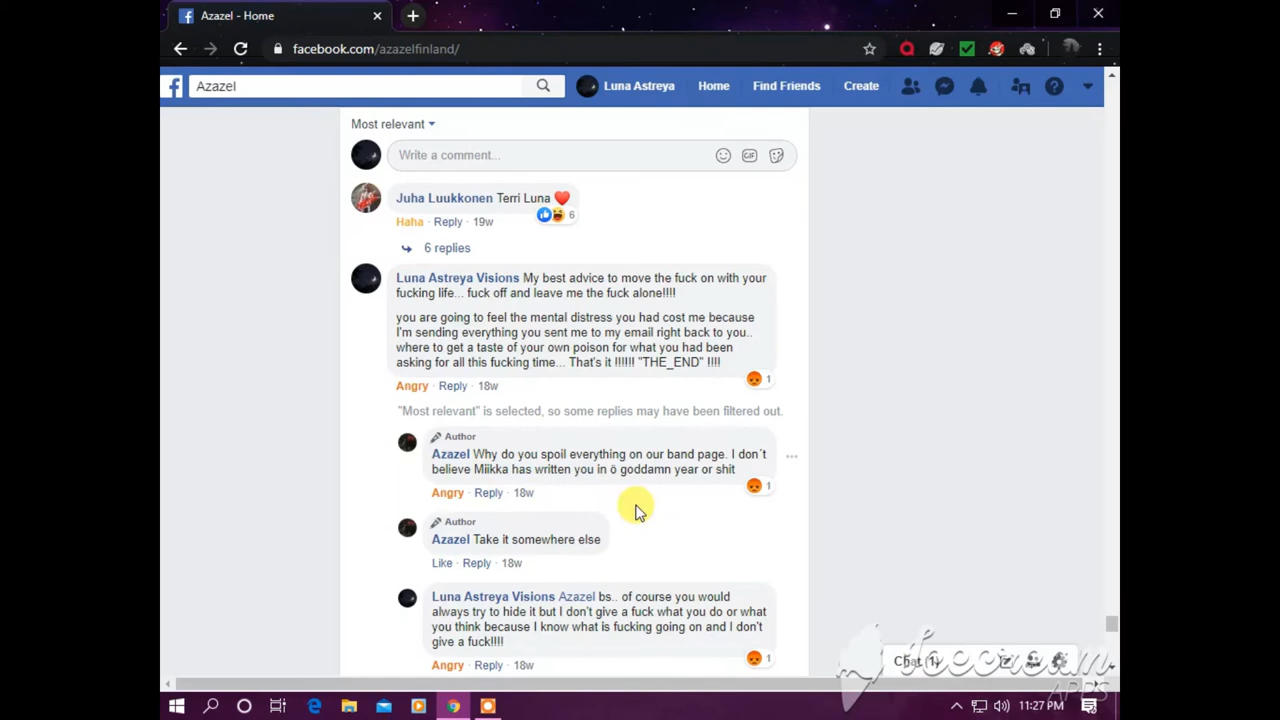 Azazel - Home
facebook.com/azazelfinland/
Azazel
Luna Astreya
Home
Find Friends
Create
Most relevant
Write a comment...
GIF
Juha Luukkonen Terri Luna
6
Haha · Reply · 19w
6 replies
Luna Astreya Visions My best advice to move the fuck on with your
fucking life... fuck off and leave me the fuck alone!!!!
you are going to feel the mental distress you had cost me because
I'm sending everything you sent me to my email right back to you..
where to get a taste of your own poison for what you had been
asking for all this fucking time... That's it !!!!!! "THE_END" !!!!
1
Angry · Reply · 18w
"Most relevant" is selected, so some replies may have been filtered out.
Author
Azazel Why do you spoil everything on our band page. I don´t
believe Miikka has written you in ö goddamn year or shit
1
Angry · Reply · 18w
Author
Azazel Take it somewhere else
Like · Reply · 18w
Luna Astreya Visions Azazel bs.. of course you would
always try to hide it but I don't give a fuck what you do or what
you think because I know what is fucking going on and I don't
give a fuck!!!!
1
Angry · Reply · 18w
Chat (1)
Icecream
APPS
11:27 PM